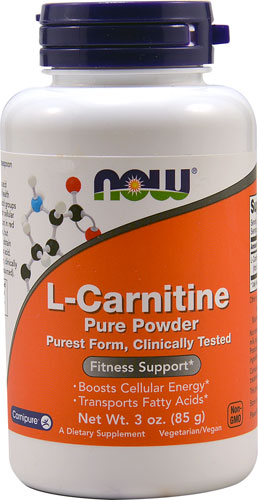 NOW
L-Carnitine
Pure Powder
Purest Form, Clinically Tested
Fitness Support*
• Boosts Cellular Energy*
• Transports Fatty Acids*
Net Wt. 3 oz. (85 g)
Carnipure™
A Dietary Supplement Vegetarian/Vegan
Non-
GMO